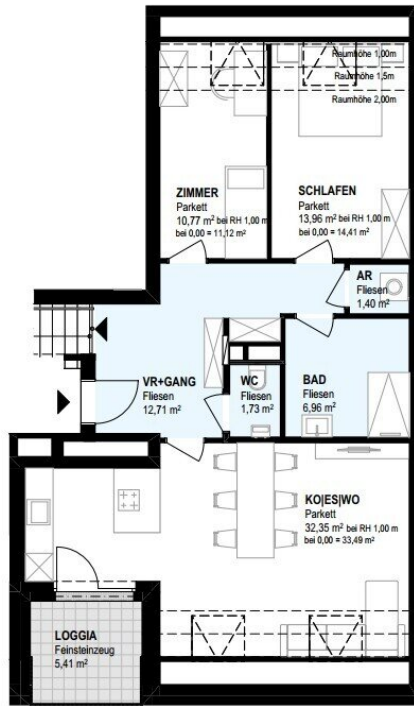 Raumhöhe 1,00m
Raumhöhe 1,5m
Raumhöhe 2,00m
ZIMMER
Parkett
10,77 m² bei RH 1,00 m
bei 0,00 = 11,12 m²
SCHLAFEN
Parkett
13,96 m² bei RH 1,00 m
bei 0,00 = 14,41 m²
AR
Fliesen
1,40 m²
VR+GANG
Fliesen
12,71 m²
WC
Fliesen
1,73 m²
BAD
Fliesen
6,96 m²
KO|ES|WO
Parkett
32,35 m² bei RH 1,00 m
bei 0,00 = 33,49 m²
LOGGIA
Feinsteinzeug
5,41 m²